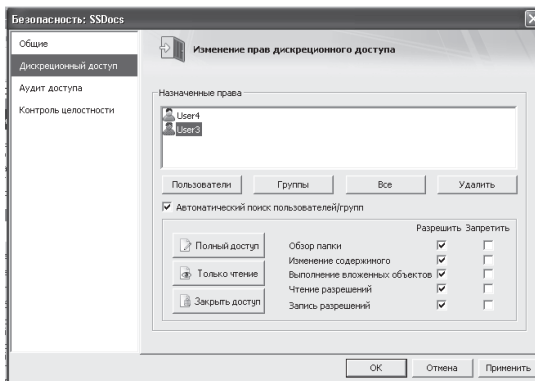 Безопасность: SSDocs
Общие
Дискреционный доступ
Аудит доступа
Контроль целостности
Изменение прав дискреционного доступа
Назначенные права
User4
User3
Пользователи Группы Все Удалить
Автоматический поиск пользователей/групп
Разрешить Запретить
Полный доступ
Только чтение
Закрыть доступ
Обзор папки
Изменение содержимого
Выполнение вложенных объектов
Чтение разрешений
Запись разрешений
ОК Отмена Применить